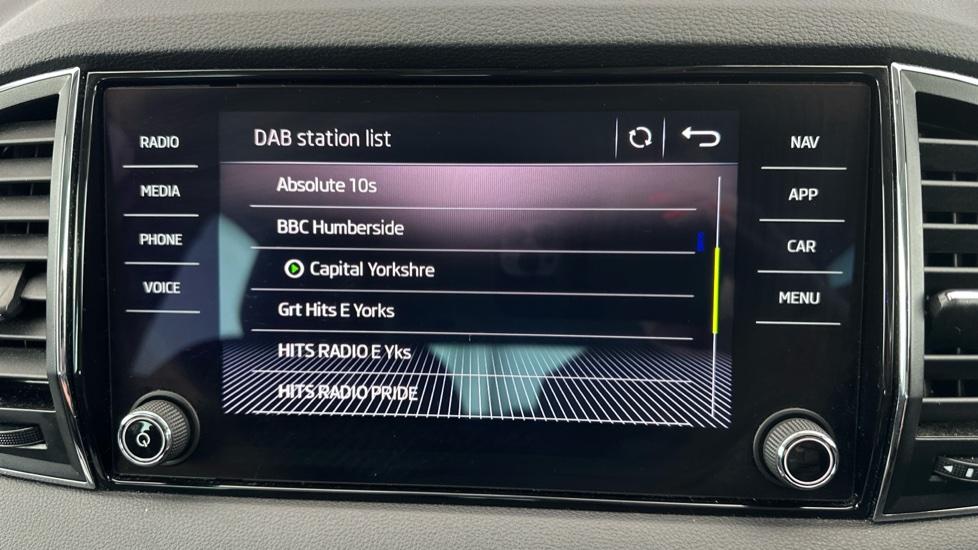 DAB station list
RADIO
MEDIA
PHONE
VOICE
Absolute 10s
BBC Humberside
Capital Yorkshre
Grt Hits E Yorks
HITS RADIO E Yks
HITS RADIO PRIDE
NAV
APP
CAR
MENU